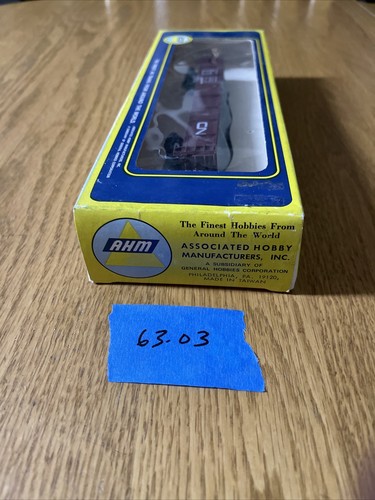 CN
AHM
The Finest Hobbies From
Around The World
ASSOCIATED HOBBY
MANUFACTURERS, INC.
A SUBSIDIARY OF
GENERAL HOBBIES CORPORATION
PHILADELPHIA, PA. 19120,
MADE IN TAIWAN
63-03